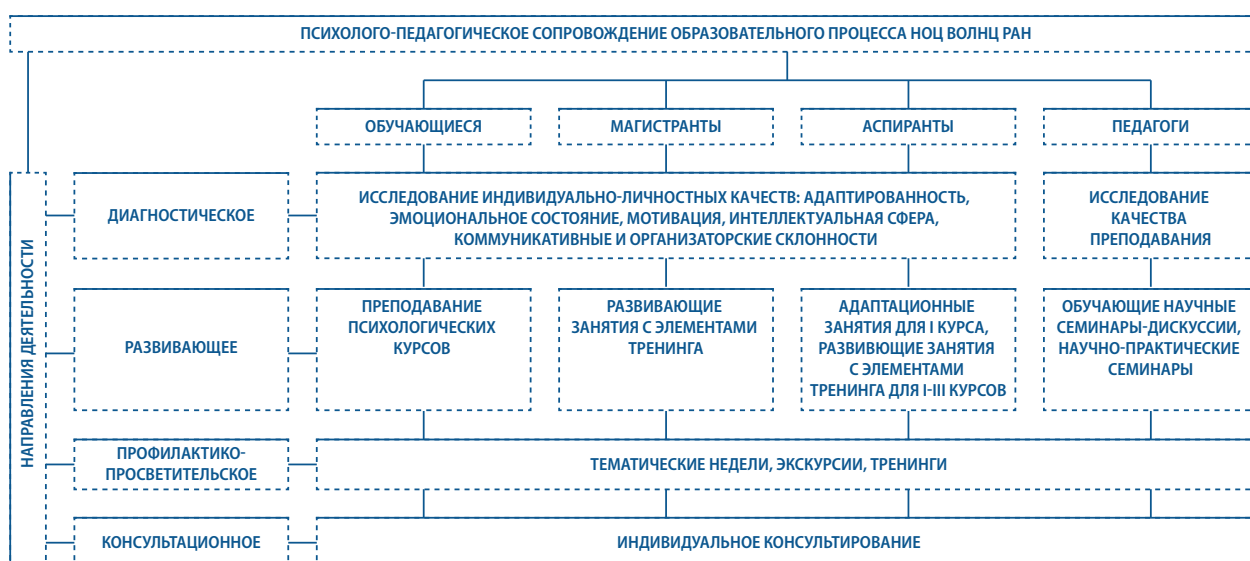 ПСИХОЛОГО-ПЕДАГОГИЧЕСКОЕ СОПРОВОЖДЕНИЕ ОБРАЗОВАТЕЛЬНОГО ПРОЦЕССА НОЦ ВОЛНЦ РАН
ОБУЧАЮЩИЕСЯ
МАГИСТРАНТЫ
АСПИРАНТЫ
ПЕДАГОГИ
НАПРАВЛЕНИЯ ДЕЯТЕЛЬНОСТИ
ДИАГНОСТИЧЕСКОЕ
ИССЛЕДОВАНИЕ ИНДИВИДУАЛЬНО-ЛИЧНОСТНЫХ КАЧЕСТВ: АДАПТИРОВАННОСТЬ,
ЭМОЦИОНАЛЬНОЕ СОСТОЯНИЕ, МОТИВАЦИЯ, ИНТЕЛЛЕКТУАЛЬНАЯ СФЕРА,
КОММУНИКАТИВНЫЕ И ОРГАНИЗАТОРСКИЕ СКЛОННОСТИ
ИССЛЕДОВАНИЕ
КАЧЕСТВА
ПРЕПОДАВАНИЯ
РАЗВИВАЮЩЕЕ
ПРЕПОДАВАНИЕ
ПСИХОЛОГИЧЕСКИХ
КУРСОВ
РАЗВИВАЮЩИЕ
ЗАНЯТИЯ С ЭЛЕМЕНТАМИ
ТРЕНИНГА
АДАПТАЦИОННЫЕ
ЗАНЯТИЯ ДЛЯ I КУРСА,
РАЗВИВЮЩИЕ ЗАНЯТИЯ
С ЭЛЕМЕНТАМИ
ТРЕНИНГА ДЛЯ I-III КУРСОВ
ОБУЧАЮЩИЕ НАУЧНЫЕ
СЕМИНАРЫ-ДИСКУССИИ,
НАУЧНО-ПРАКТИЧЕСКИЕ
СЕМИНАРЫ
ПРОФИЛАКТИКО-
ПРОСВЕТИТЕЛЬСКОЕ
ТЕМАТИЧЕСКИЕ НЕДЕЛИ, ЭКСКУРСИИ, ТРЕНИНГИ
КОНСУЛЬТАЦИОННОЕ
ИНДИВИДУАЛЬНОЕ КОНСУЛЬТИРОВАНИЕ